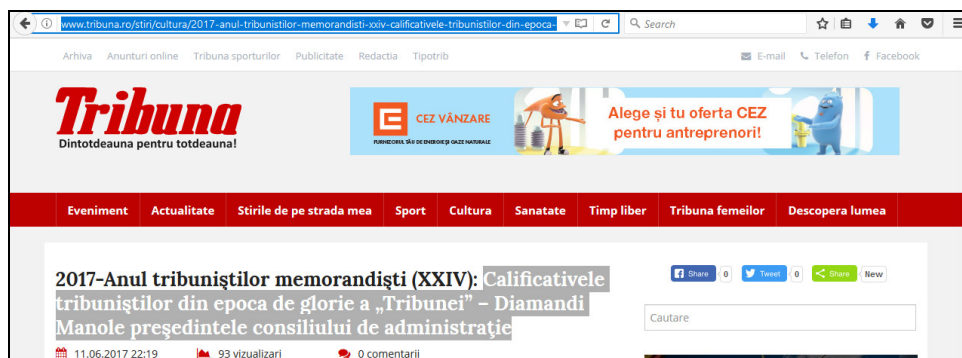 www.tribuna.ro/stiri/cultura/2017-anul-tribunistilor-memorandisti-xxiv-calificativele-tribunistilor-din-epoca-
Search
Arhiva Anunturi online Tribuna sporturilor Publicitate Redactia Tipotrib
E-mail Telefon Facebook
Tribuna
Dintotdeauna pentru totdeauna!
CEZ VÂNZARE
FURNIZORUL TĂU DE ENERGIE ȘI GAZE NATURALE
Alege și tu oferta CEZ
pentru antreprenori!
Eveniment Actualitate Stirile de pe strada mea Sport Cultura Sanatate Timp liber Tribuna femeilor Descopera lumea
2017-Anul tribuniştilor memorandişti (XXIV): Calificativele
tribuniştilor din epoca de glorie a „Tribunei” – Diamandi
Manole preşedintele consiliului de administraţie
11.06.2017 22:19 93 vizualizari 0 comentarii
Share 0 Tweet 0 Share New
Cautare